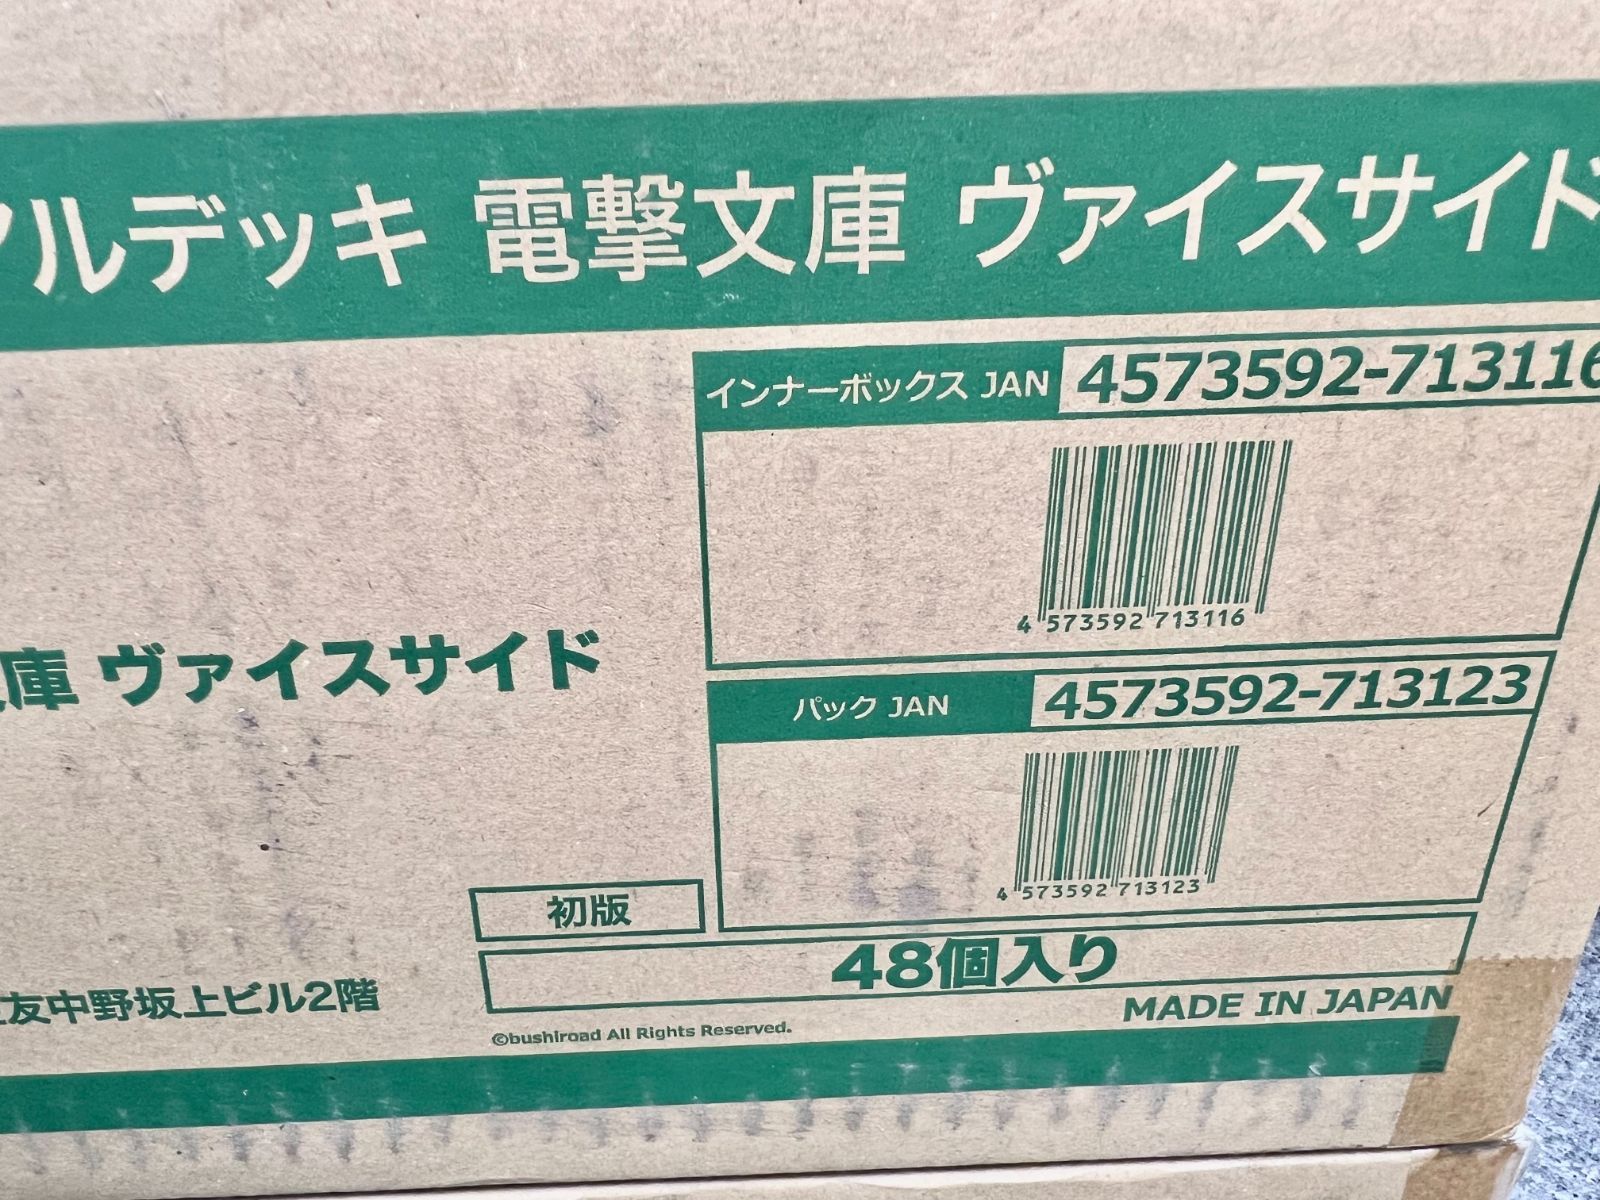 アルデッキ 電撃文庫 ヴァイスサイド
インナーボックス JAN 4573592-713116
4 573592 713116
庫 ヴァイスサイド
パック JAN 4573592-713123
4 573592 713123
初版
48個入り
友中野坂上ビル2階
MADE IN JAPAN
©bushiroad All Rights Reserved.